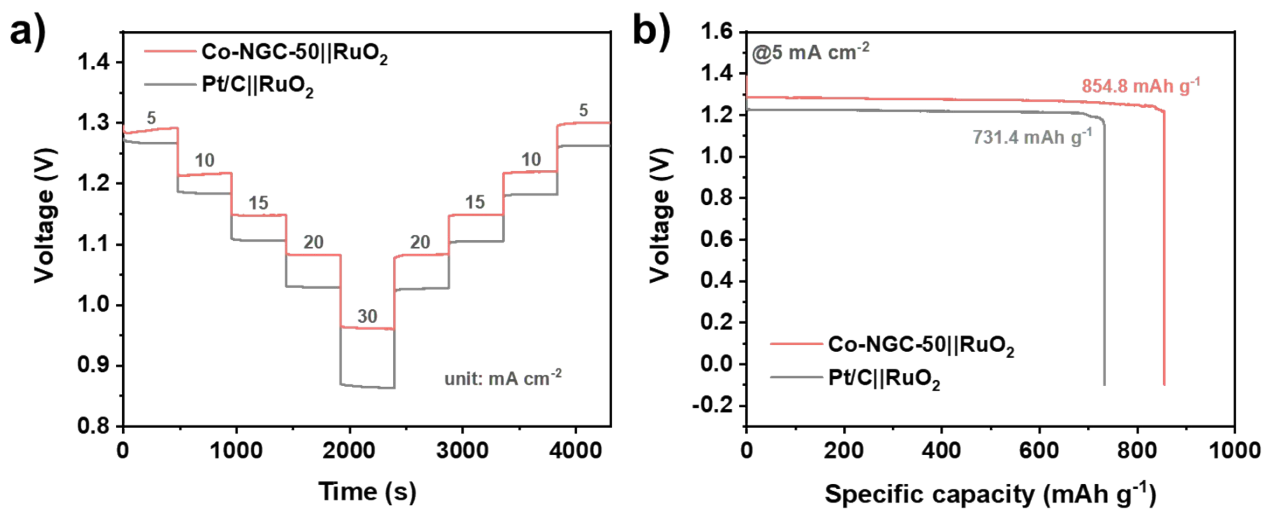 a)
Co-NGC-50||RuO₂
Pt/C||RuO₂
5
10
15
20
30
20
15
10
5
unit: mA cm⁻²
1.4
1.3
1.2
1.1
1.0
0.9
0.8
Voltage (V)
0 1000 2000 3000 4000
Time (s)
b)
@5 mA cm⁻²
854.8 mAh g⁻¹
731.4 mAh g⁻¹
Co-NGC-50||RuO₂
Pt/C||RuO₂
1.6
1.4
1.2
1.0
0.8
0.6
0.4
0.2
0.0
-0.2
Voltage (V)
0 200 400 600 800 1000
Specific capacity (mAh g⁻¹)